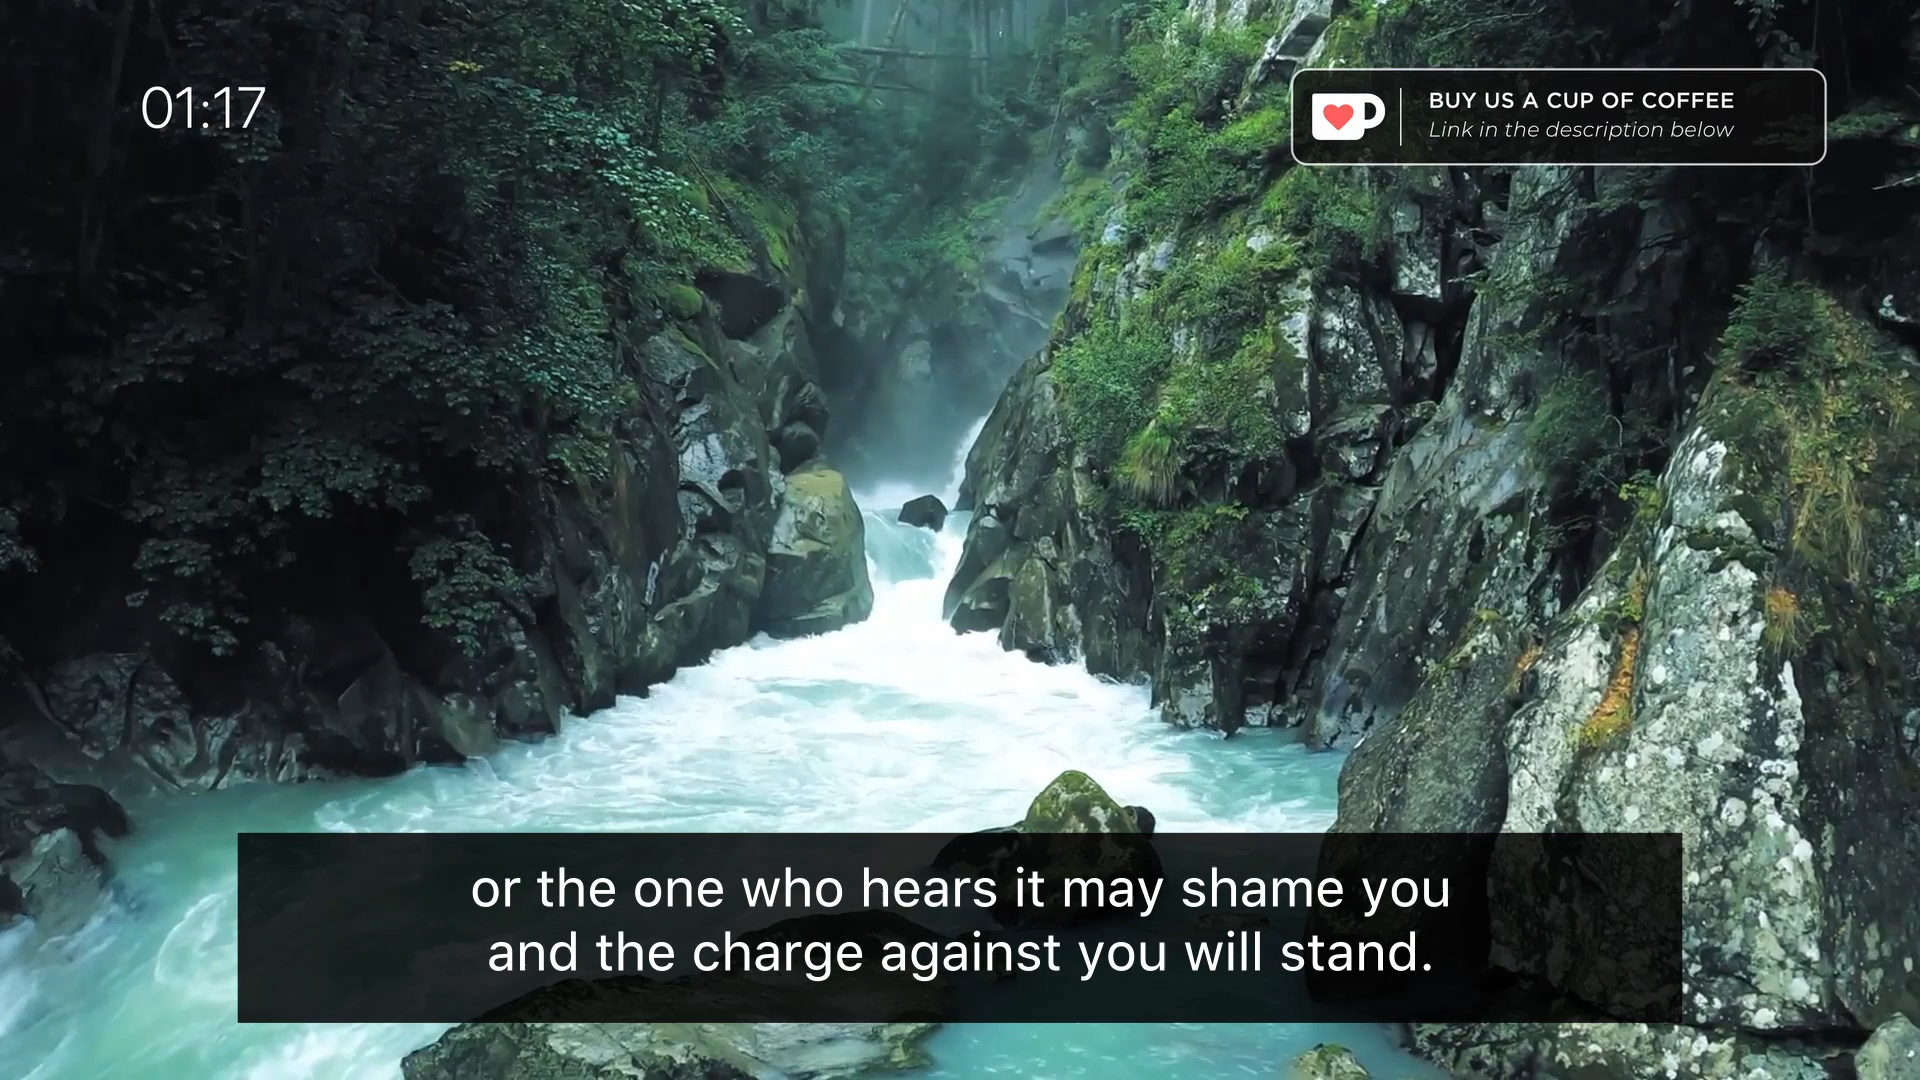 01:17
BUY US A CUP OF COFFEE
Link in the description below
or the one who hears it may shame you
and the charge against you will stand.